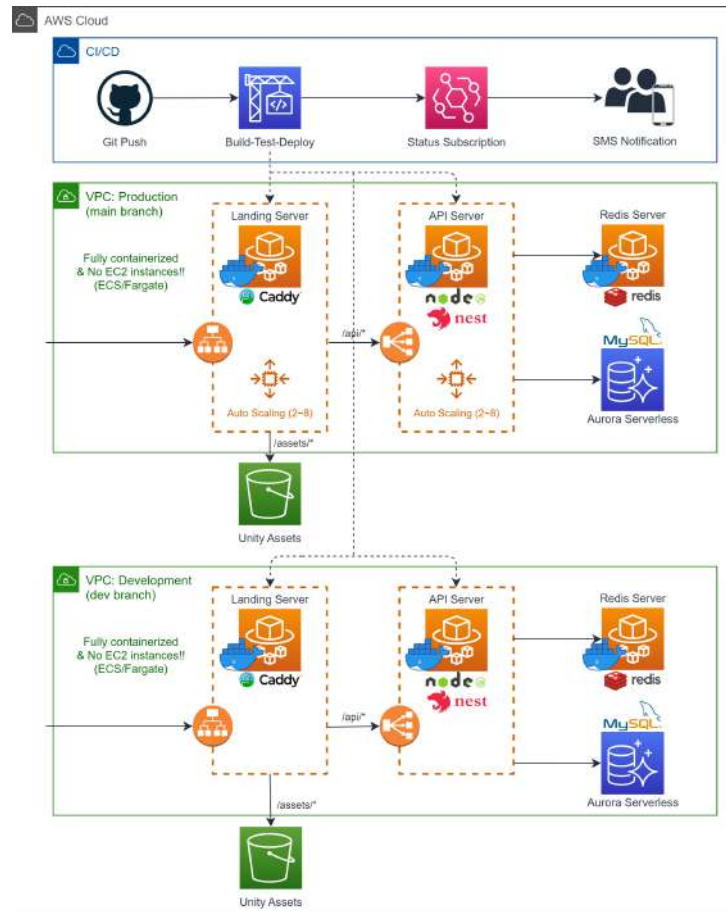 AWS Cloud
CI/CD
Git Push
Build-Test-Deploy
Status Subscription
SMS Notification
VPC: Production
(main branch)
Fully containerized
& No EC2 instances!!
(ECS/Fargate)
Landing Server
Caddy
Auto Scaling (2~8)
/api/*
API Server
node JS
nest
Auto Scaling (2~8)
Redis Server
redis
MySQL
Aurora Serverless
/assets/*
Unity Assets
VPC: Development
(dev branch)
Fully containerized
& No EC2 instances!!
(ECS/Fargate)
Landing Server
Caddy
/api/*
API Server
node JS
nest
Redis Server
redis
MySQL
Aurora Serverless
/assets/*
Unity Assets